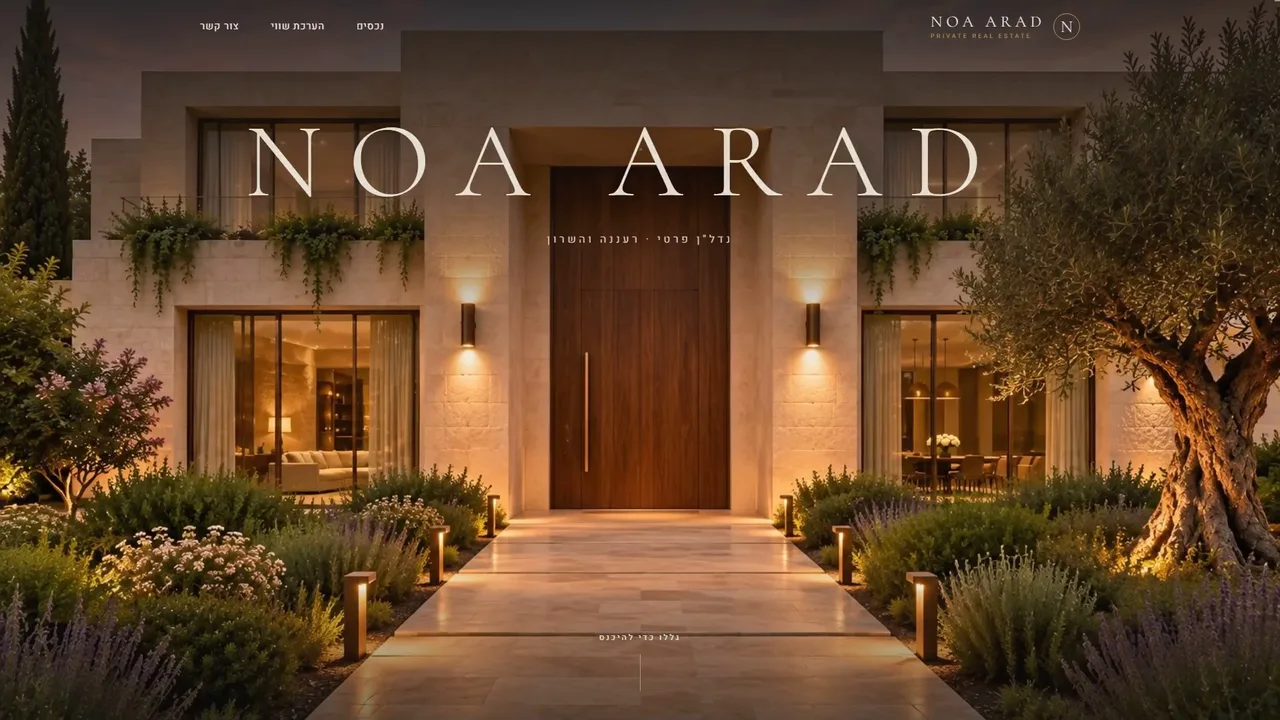 NOA ARAD
PRIVATE REAL ESTATE
N
נכסים
הערכת שווי
צור קשר
NOA ARAD
נדל"ן פרטי · רעננה והשרון
גללו כדי להיכנס